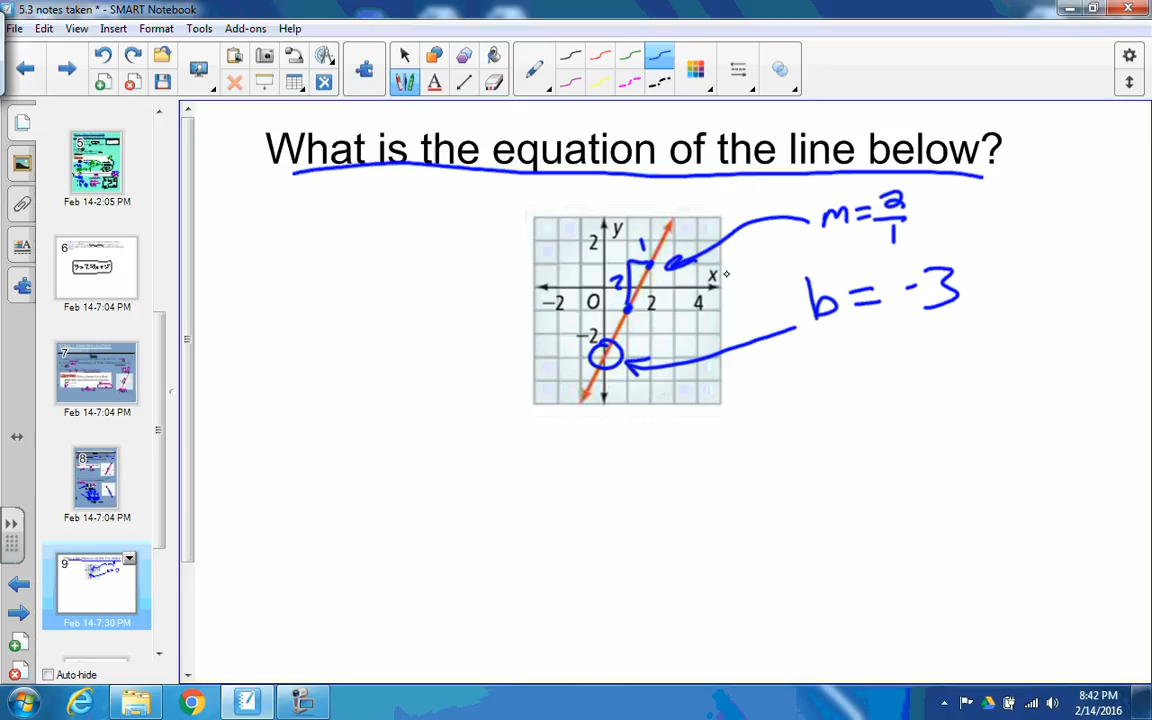 5.3 notes taken * - SMART Notebook
File Edit View Insert Format Tools Add-ons Help
5
Feb 14-2:05 PM
6
Feb 14-7:04 PM
7
Feb 14-7:04 PM
8
Feb 14-7:04 PM
9
Feb 14-7:30 PM
Auto-hide
What is the equation of the line below?
m = 2/1
b = -3
y
2
1
2
x
-2 O 2 4
-2
8:42 PM
2/14/2016